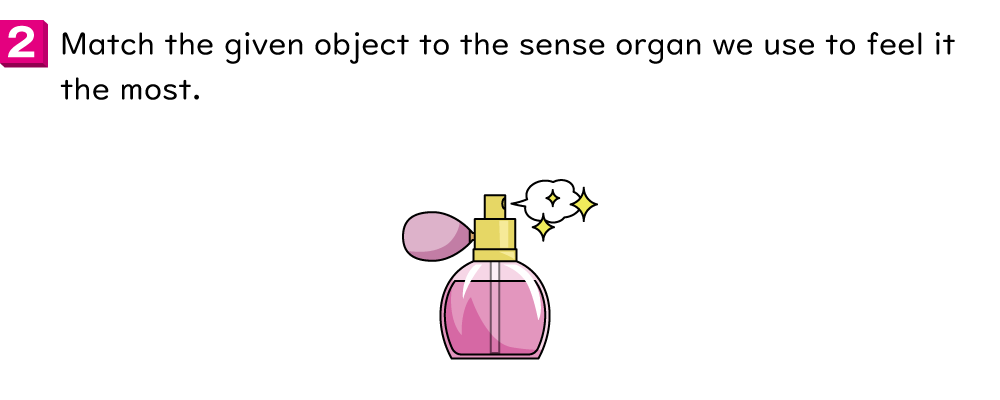 2 Match the given object to the sense organ we use to feel it
the most.